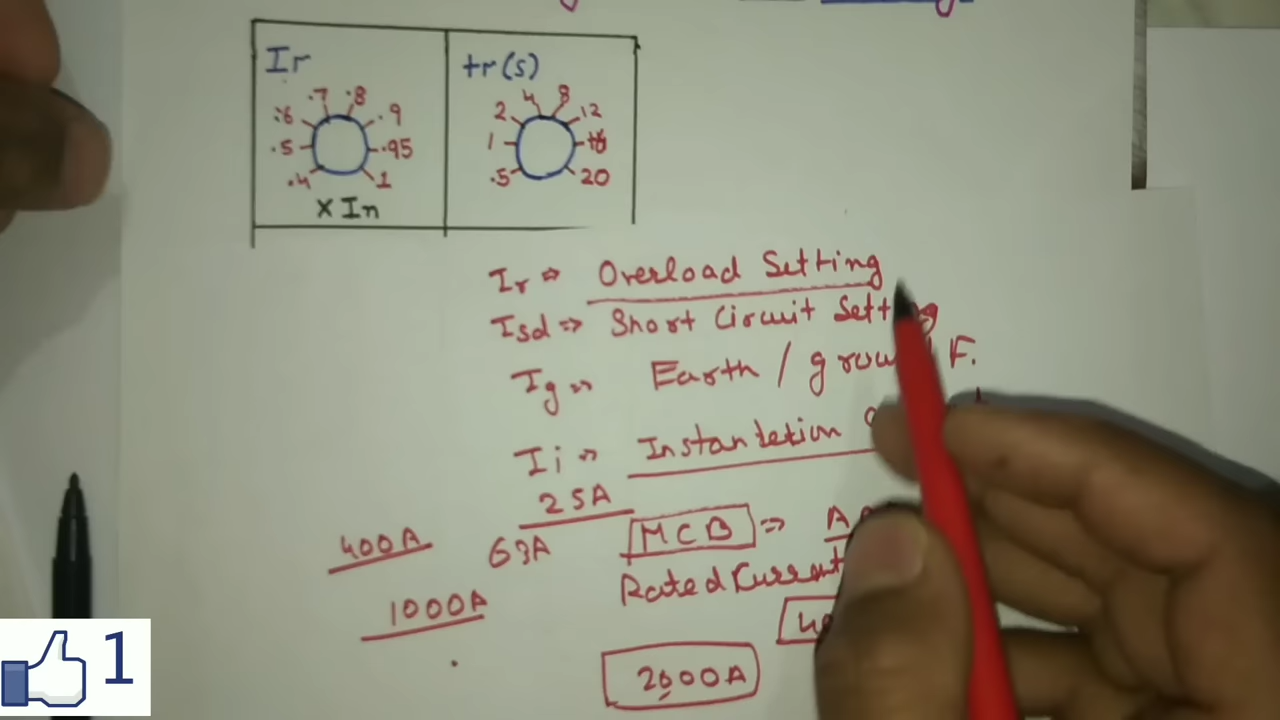 Ir
.4 .5 .6 .7 .8 .9 .95 1
X In
tr(s)
.5 1 2 4 8 12 16 20
Ir ⇒ Overload Setting
Isd ⇒ Short Circuit Setting
Ig ⇒ Earth / ground F.
Ii ⇒ Instantetion
25A
400A 63A MCB ⇒
Rated Current
1000A
2000A
1